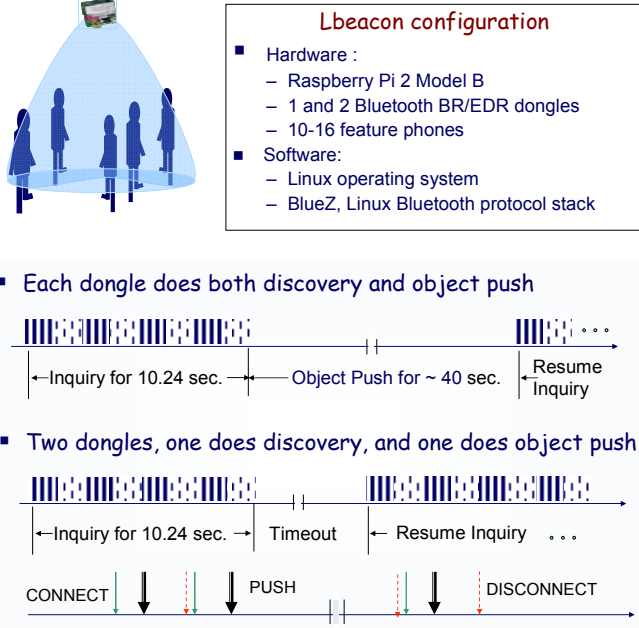 Lbeacon configuration
▪ Hardware :
– Raspberry Pi 2 Model B
– 1 and 2 Bluetooth BR/EDR dongles
– 10-16 feature phones
▪ Software:
– Linux operating system
– BlueZ, Linux Bluetooth protocol stack
▪ Each dongle does both discovery and object push
Inquiry for 10.24 sec.
Object Push for ~ 40 sec.
Resume
Inquiry
▪ Two dongles, one does discovery, and one does object push
Inquiry for 10.24 sec.
Timeout
Resume Inquiry
CONNECT
PUSH
DISCONNECT